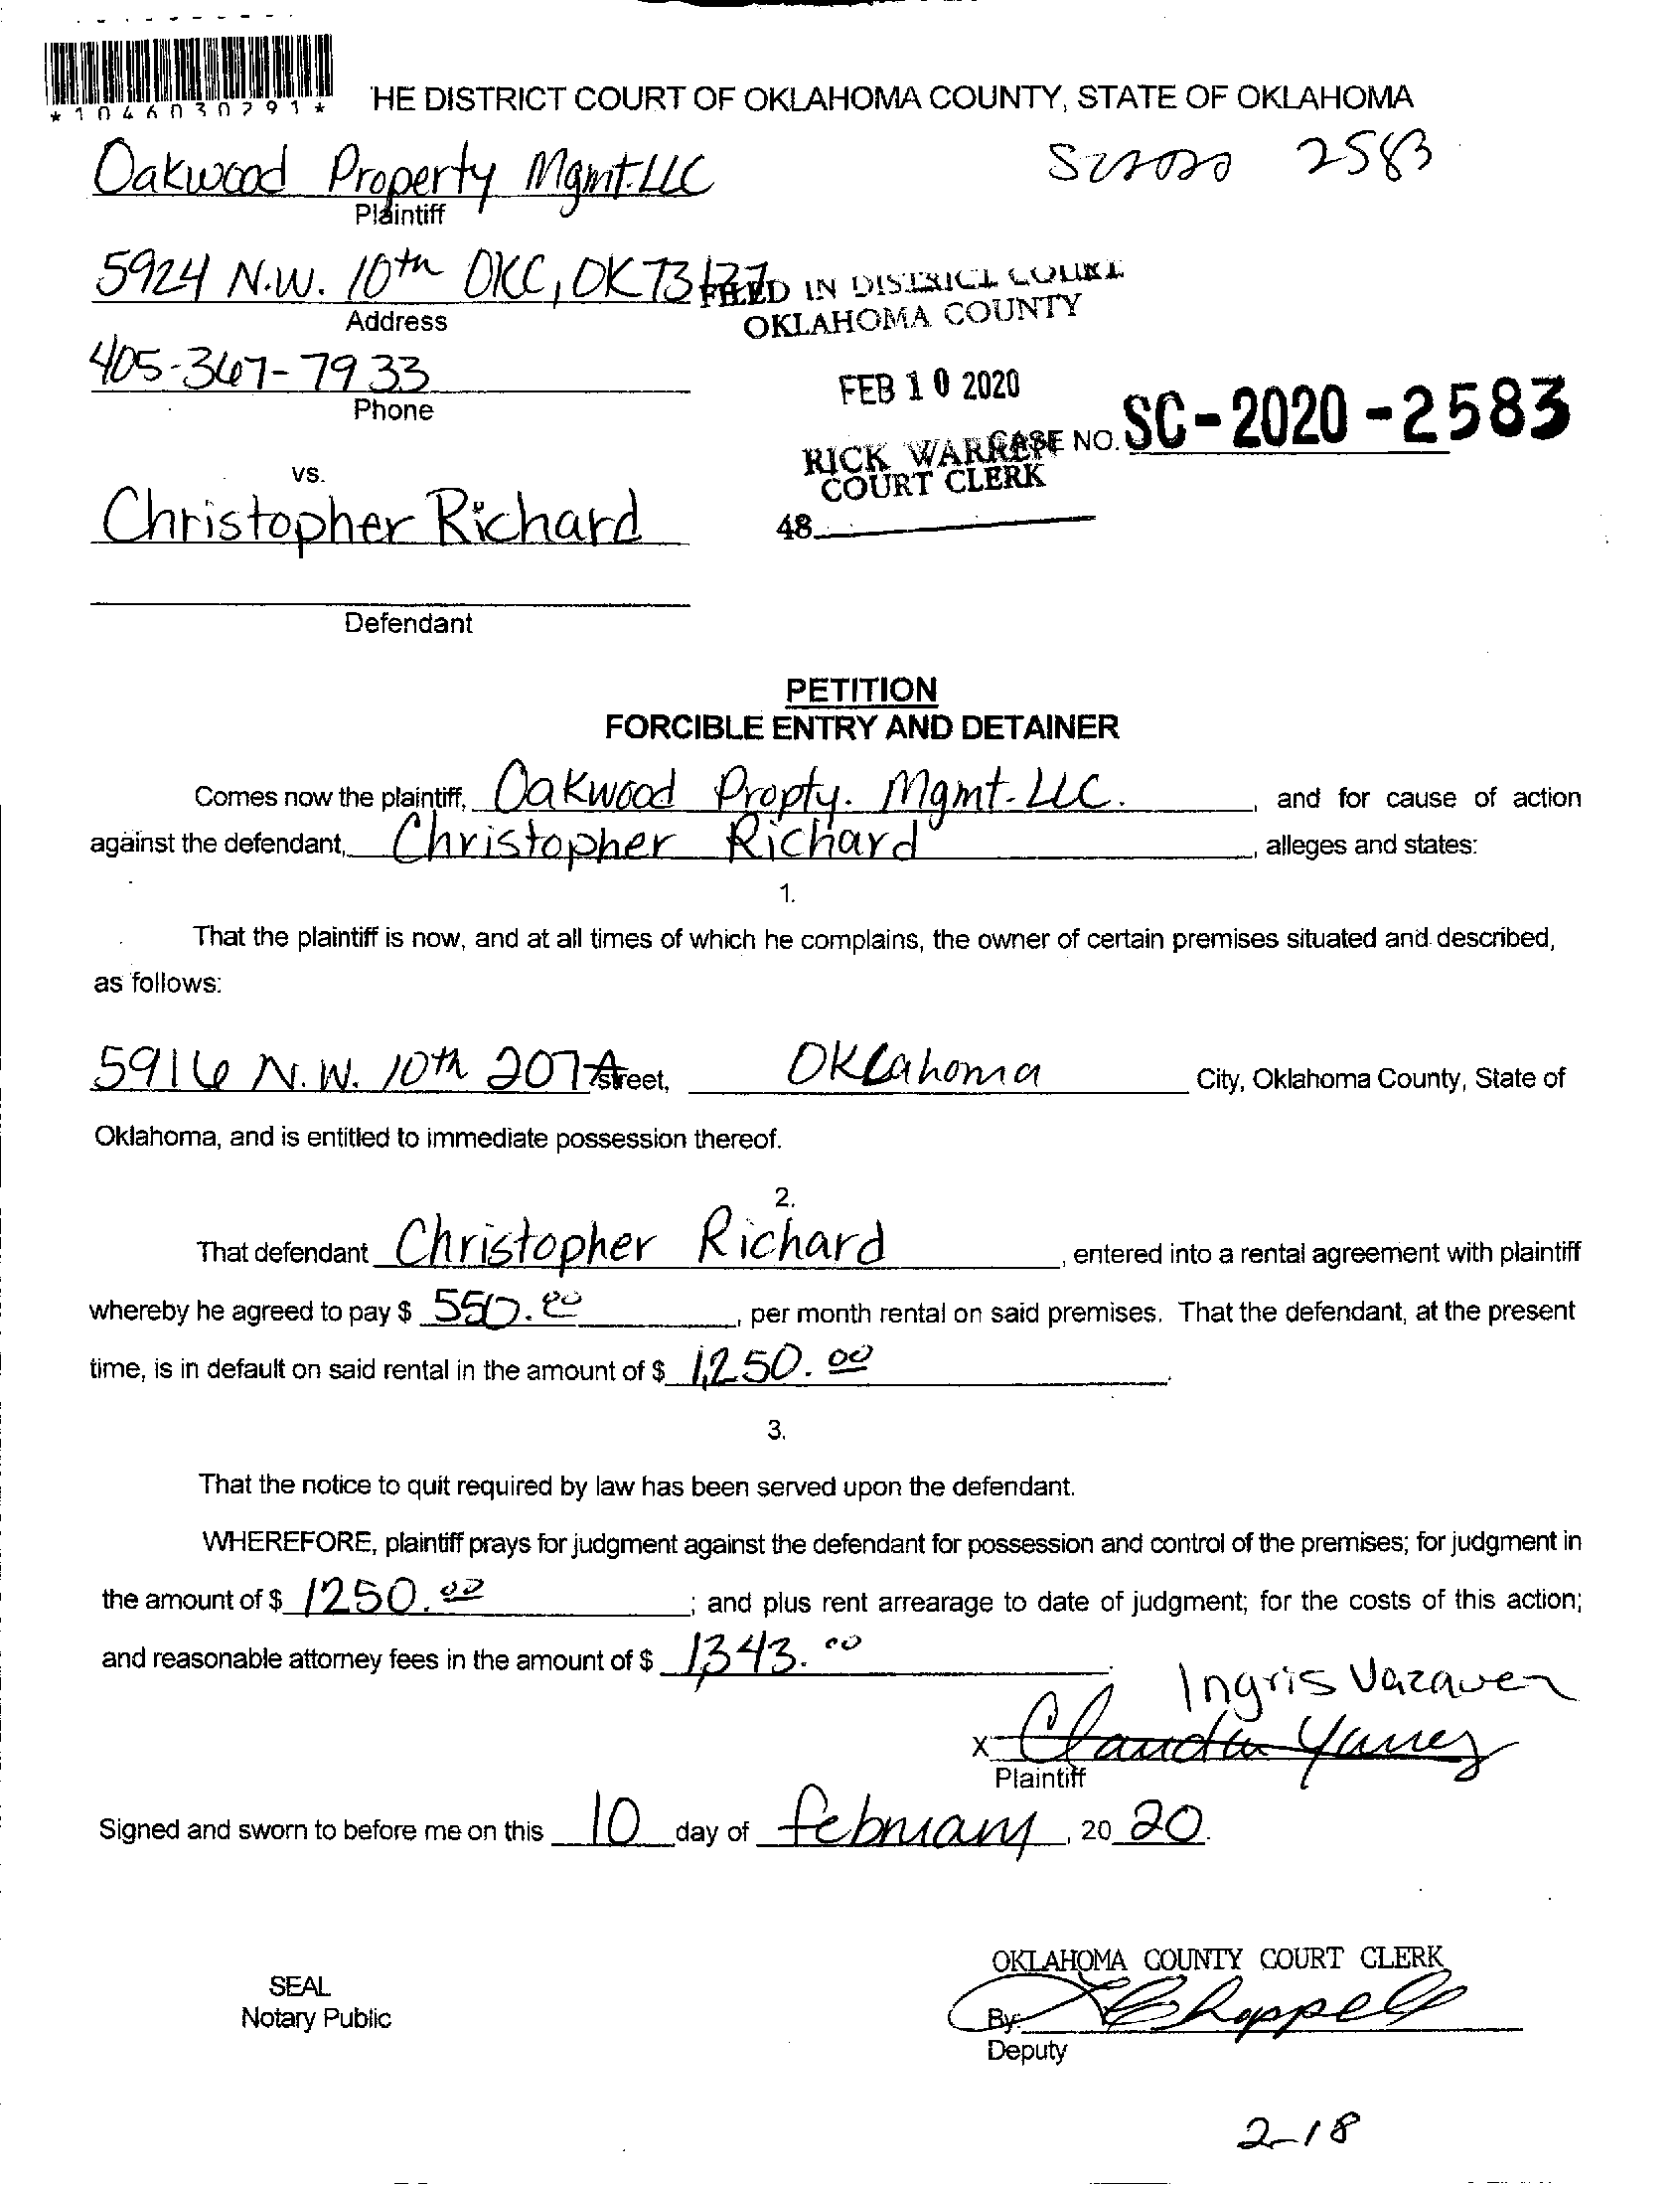 *1046030791*
HE DISTRICT COURT OF OKLAHOMA COUNTY, STATE OF OKLAHOMA
Oakwood Property Mgmt. LLC
2583
Plaintiff
5924 N.W. 10th OKC, OK 73127
FILED IN DISTRICT COURT
OKLAHOMA COUNTY
Address
405-367-7933
Phone
FEB 10 2020
CASE NO. SC-2020-2583
RICK WARREN
COURT CLERK
48
vs.
Christopher Richard
Defendant
PETITION
FORCIBLE ENTRY AND DETAINER
Comes now the plaintiff, Oakwood Propty. Mgmt. LLC. , and for cause of action
against the defendant, Christopher Richard , alleges and states:
1.
That the plaintiff is now, and at all times of which he complains, the owner of certain premises situated and described,
as follows:
5916 N.W. 10th 207A Street, Oklahoma City, Oklahoma County, State of
Oklahoma, and is entitled to immediate possession thereof.
2.
That defendant Christopher Richard , entered into a rental agreement with plaintiff
whereby he agreed to pay $ 550.00 , per month rental on said premises. That the defendant, at the present
time, is in default on said rental in the amount of $ 1,250.00 .
3.
That the notice to quit required by law has been served upon the defendant.
WHEREFORE, plaintiff prays for judgment against the defendant for possession and control of the premises; for judgment in
the amount of $ 1250.00 ; and plus rent arrearage to date of judgment; for the costs of this action;
and reasonable attorney fees in the amount of $ 1,343.00 .
Ingris
X Claudia Yanez
Plaintiff
Signed and sworn to before me on this 10 day of february , 20 20.
OKLAHOMA COUNTY COURT CLERK
SEAL
Notary Public
By: Chappell
Deputy
2-18